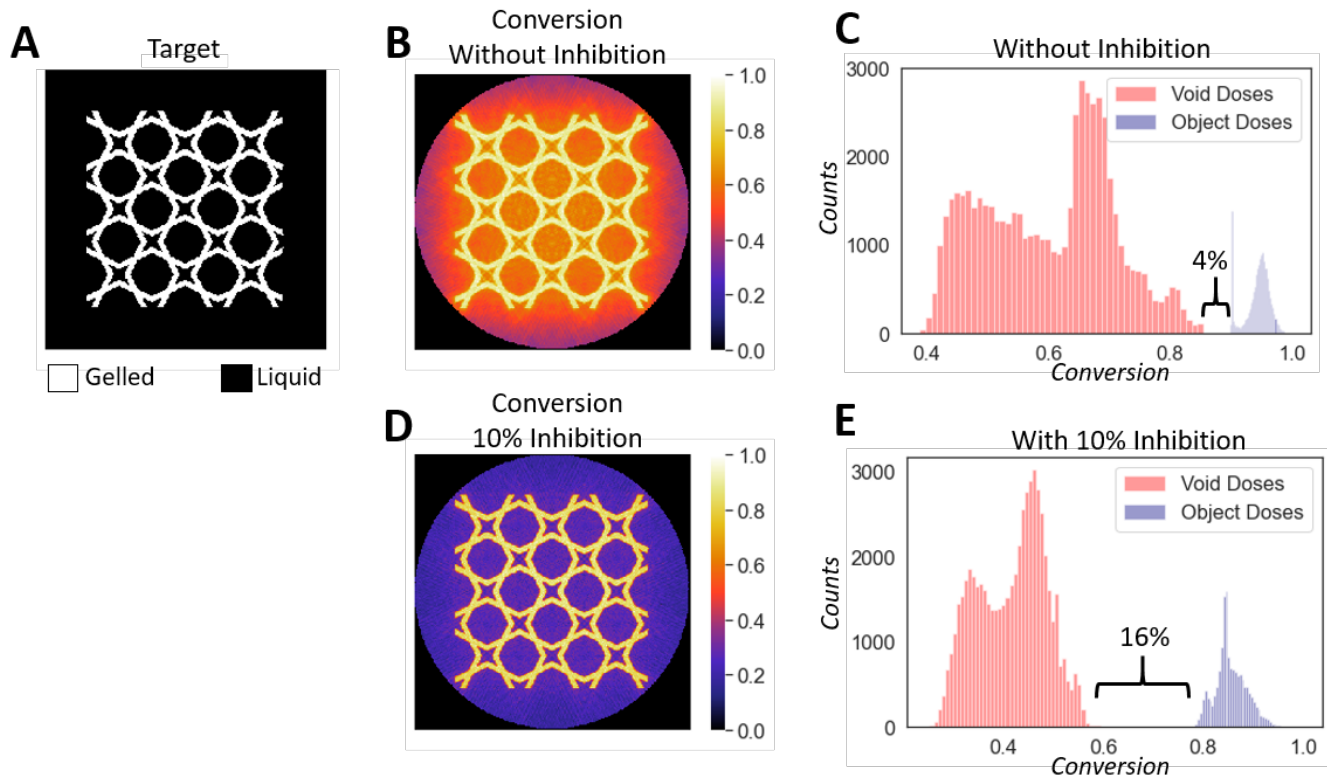 A
Target
Gelled
Liquid
B
Conversion
Without Inhibition
1.0
0.8
0.6
0.4
0.2
0.0
C
Without Inhibition
3000
2000
1000
0
Counts
Void Doses
Object Doses
4%
0.4
0.6
0.8
1.0
Conversion
D
Conversion
10% Inhibition
1.0
0.8
0.6
0.4
0.2
0.0
E
With 10% Inhibition
3000
2000
1000
0
Counts
Void Doses
Object Doses
16%
0.4
0.6
0.8
1.0
Conversion